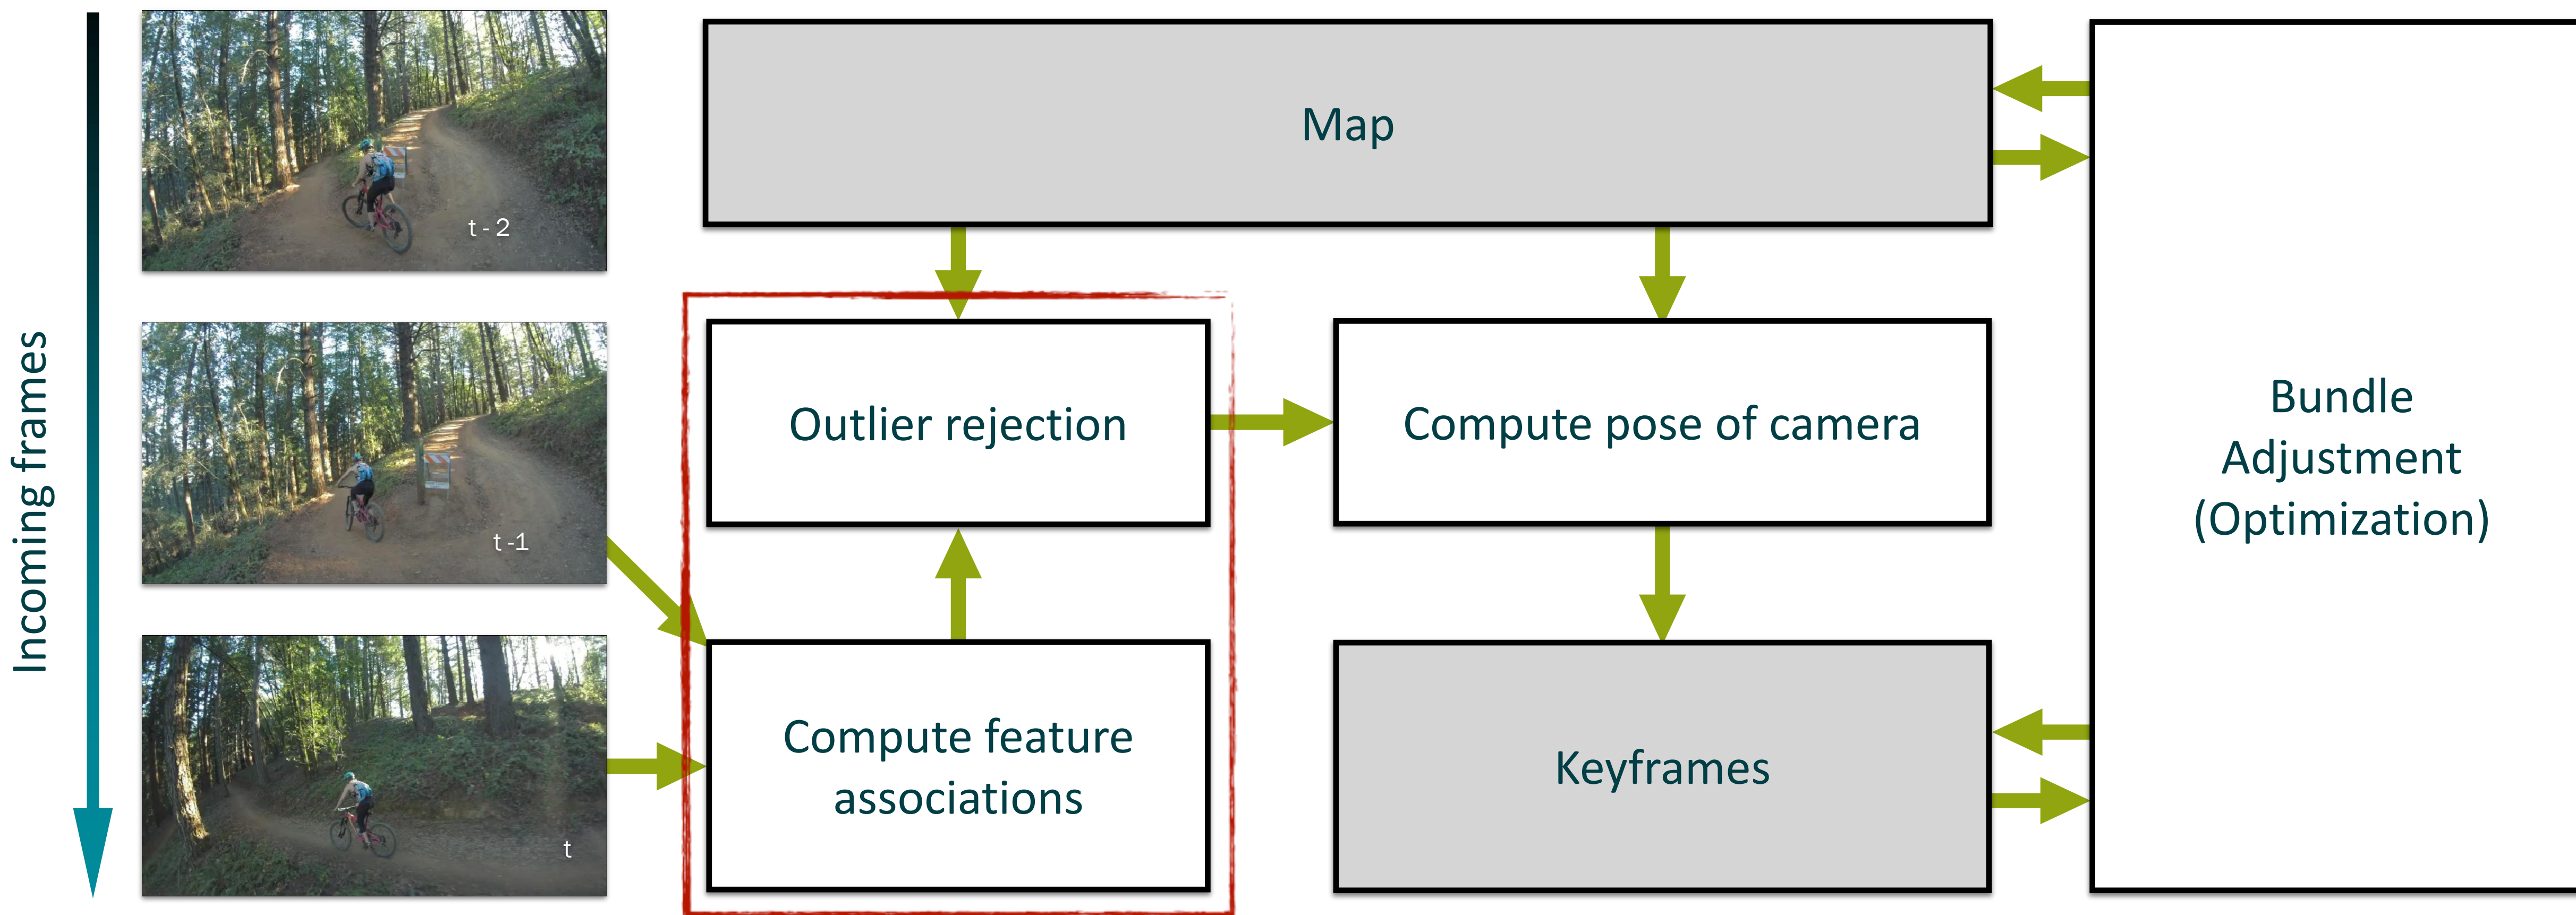 Incoming frames
t - 2
t -1
t
Map
Outlier rejection
Compute pose of camera
Compute feature
associations
Keyframes
Bundle
Adjustment
(Optimization)